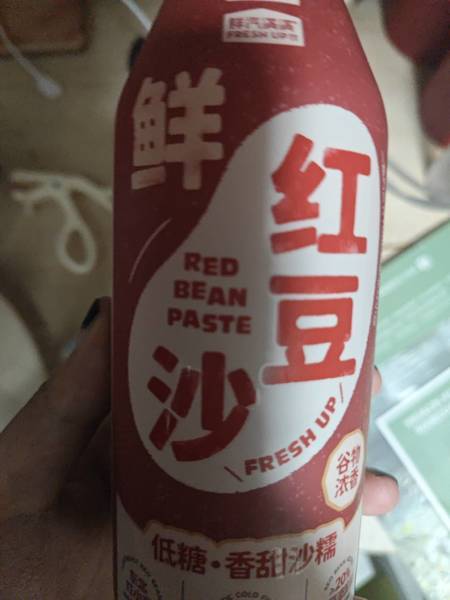 鲜汽满满
FRESH UP!!!
鲜
红豆
沙
RED
BEAN
PASTE
\FRESH UP/
谷物
浓香
低糖·香甜沙糯